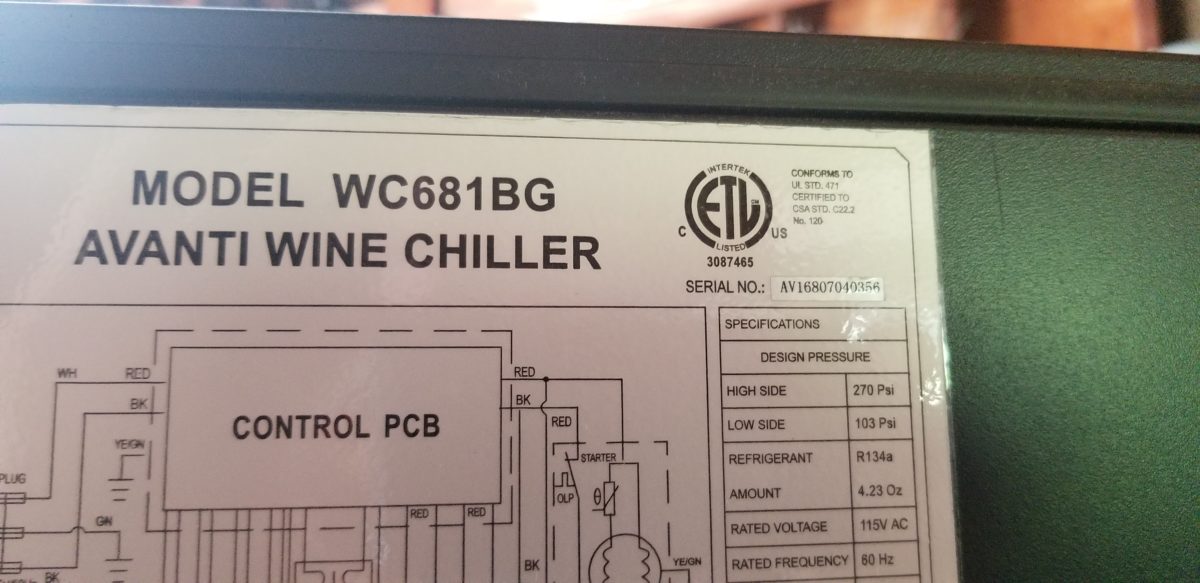 MODEL WC681BG
AVANTI WINE CHILLER
INTERTEK
ETL
SM
LISTED
C
US
3087465
CONFORMS TO
UL STD. 471
CERTIFIED TO
CSA STD. C22.2
No. 120
SERIAL NO.: AV16807040356
SPECIFICATIONS
DESIGN PRESSURE
HIGH SIDE 270 Psi
LOW SIDE 103 Psi
REFRIGERANT R134a
AMOUNT 4.23 Oz
RATED VOLTAGE 115V AC
RATED FREQUENCY 60 Hz
WH RED
BK
YE/GN
PLUG
GN
BK
CONTROL PCB
RED
BK
RED
STARTER
OLP
θ
RED
RED
BK
YE/GN